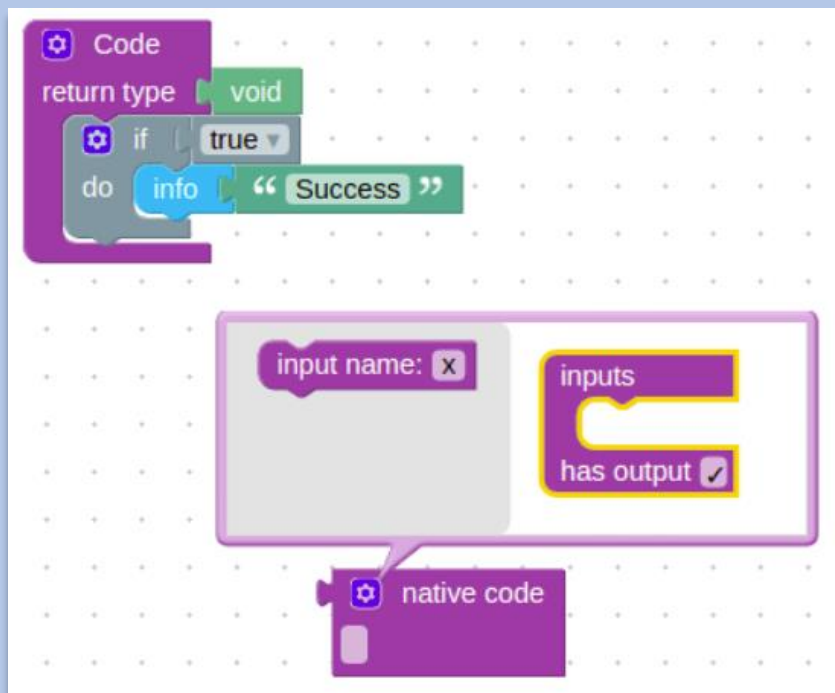 Code
return type void
if true
do info “ Success ”
input name: x
inputs
has output ✓
native code